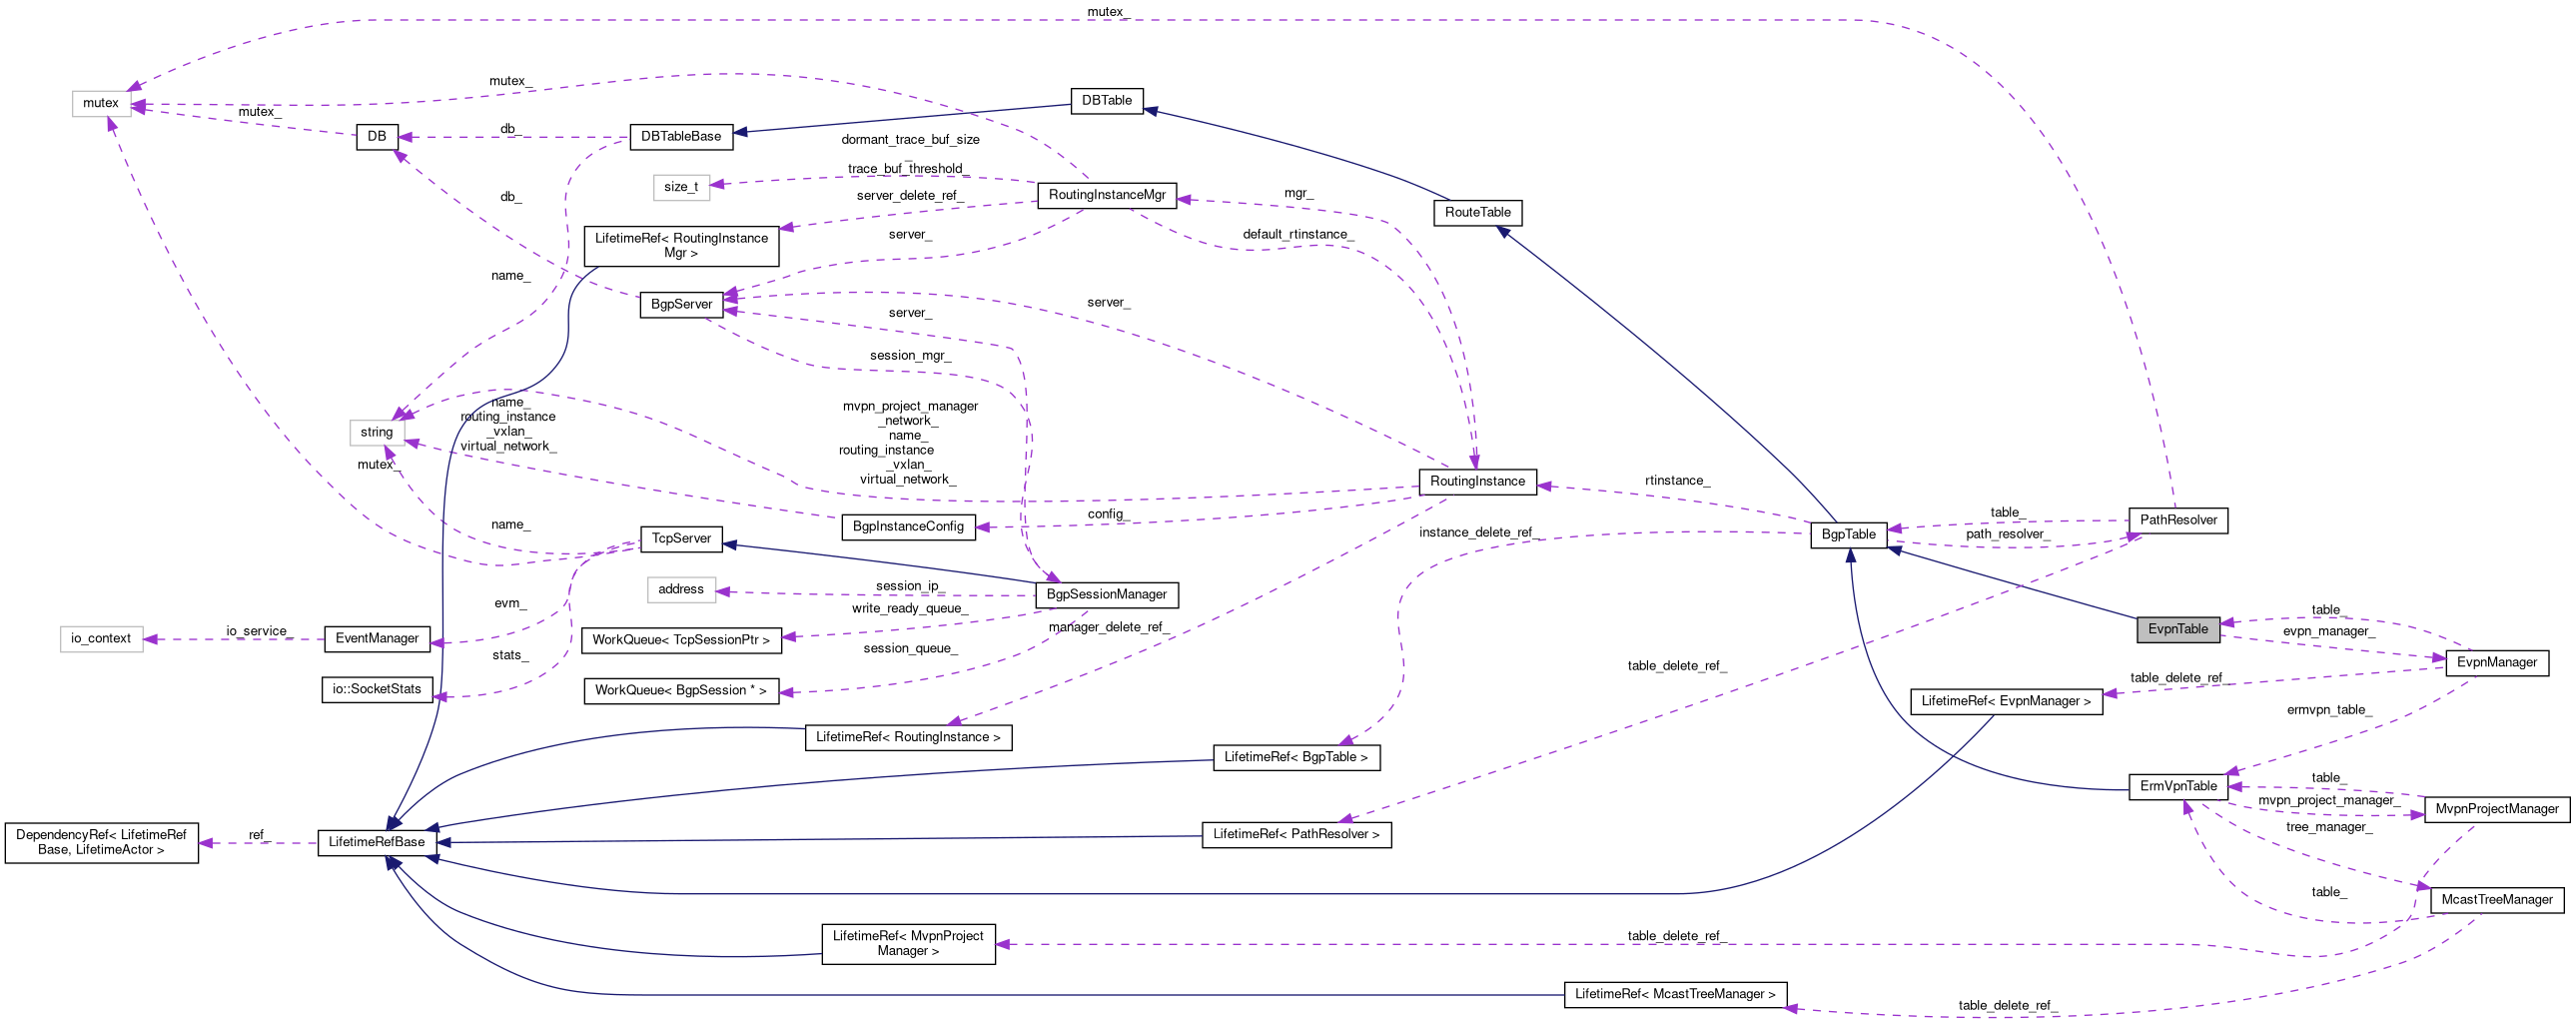 mutex_
mutex_
mutex
DBTable
mutex_
DB
db_
DBTableBase
dormant_trace_buf_size
_
trace_buf_threshold_
size_t
RoutingInstanceMgr
mgr_
server_delete_ref_
db_
RouteTable
LifetimeRef< RoutingInstance
Mgr >
server_
default_rtinstance_
name_
BgpServer
server_
server_
session_mgr_
name_
routing_instance
_vxlan_
virtual_network_
string
mvpn_project_manager
_network_
name_
routing_instance
_vxlan_
virtual_network_
mutex_
RoutingInstance
rtinstance_
name_
TcpServer
BgpInstanceConfig
config_
instance_delete_ref_
BgpTable
table_
path_resolver_
PathResolver
address
session_ip_
BgpSessionManager
evm_
write_ready_queue_
io_context
io_service_
EventManager
WorkQueue< TcpSessionPtr >
manager_delete_ref_
session_queue_
EvpnTable
table_
evpn_manager_
EvpnManager
stats_
io::SocketStats
WorkQueue< BgpSession * >
table_delete_ref_
table_delete_ref_
LifetimeRef< EvpnManager >
ermvpn_table_
LifetimeRef< RoutingInstance >
LifetimeRef< BgpTable >
ErmVpnTable
table_
mvpn_project_manager_
MvpnProjectManager
tree_manager_
DependencyRef< LifetimeRef
Base, LifetimeActor >
ref_
LifetimeRefBase
LifetimeRef< PathResolver >
table_
McastTreeManager
LifetimeRef< MvpnProject
Manager >
table_delete_ref_
LifetimeRef< McastTreeManager >
table_delete_ref_